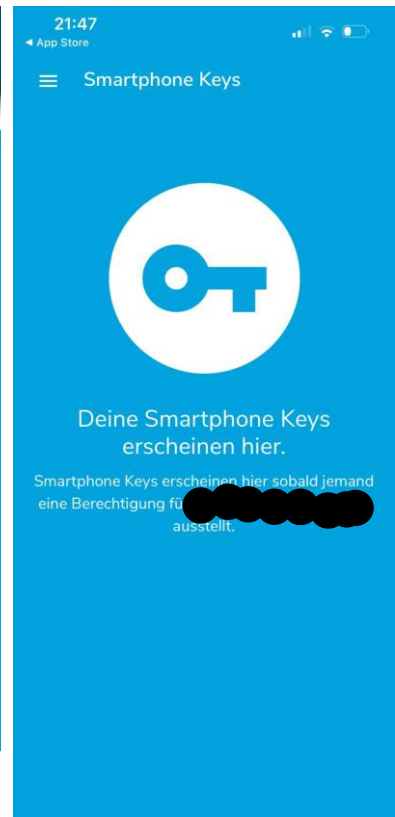 21:47
◄ App Store
Smartphone Keys
Deine Smartphone Keys
erscheinen hier.
Smartphone Keys erscheinen hier sobald jemand
eine Berechtigung
ausstellt.